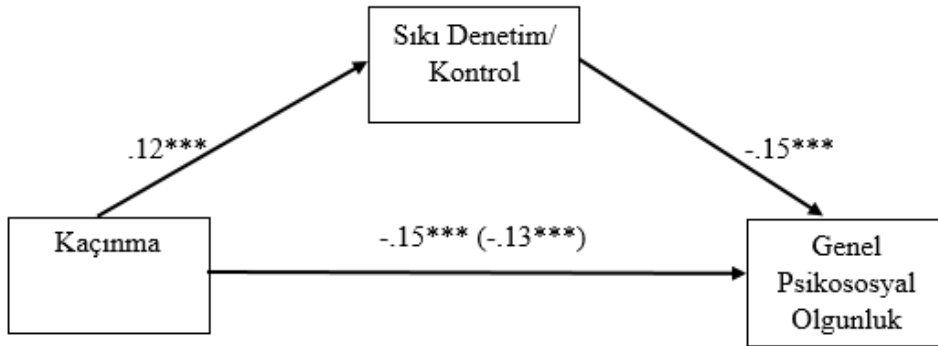 Sıkı Denetim/
Kontrol
.12***
-.15***
Kaçınma
-.15*** (-.13***)
Genel
Psikososyal
Olgunluk